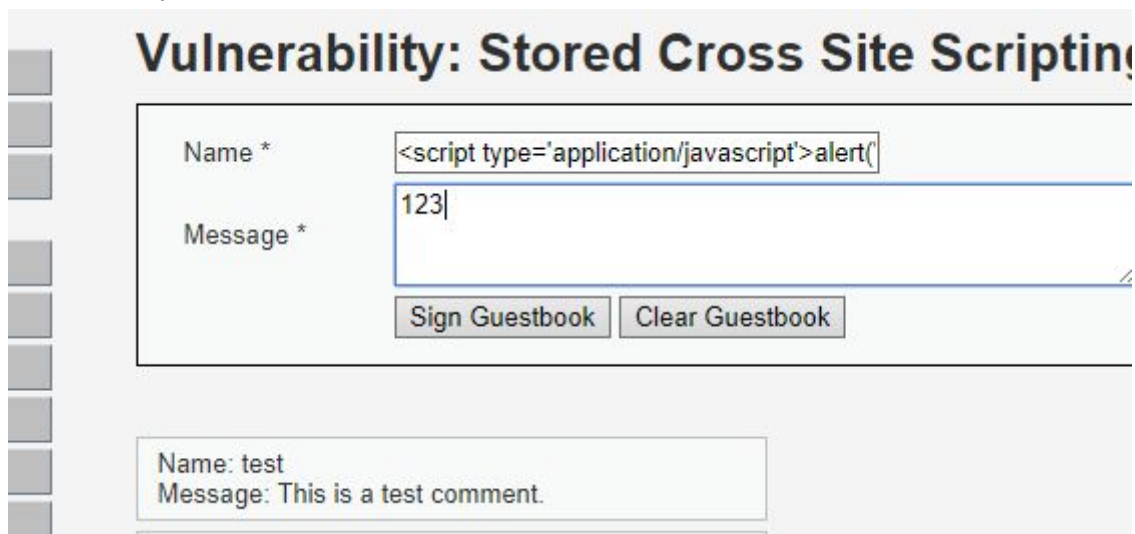 Vulnerability: Stored Cross Site Scripting
Name *
<script type='application/javascript'>alert('
Message *
123
Sign Guestbook
Clear Guestbook
Name: test
Message: This is a test comment.